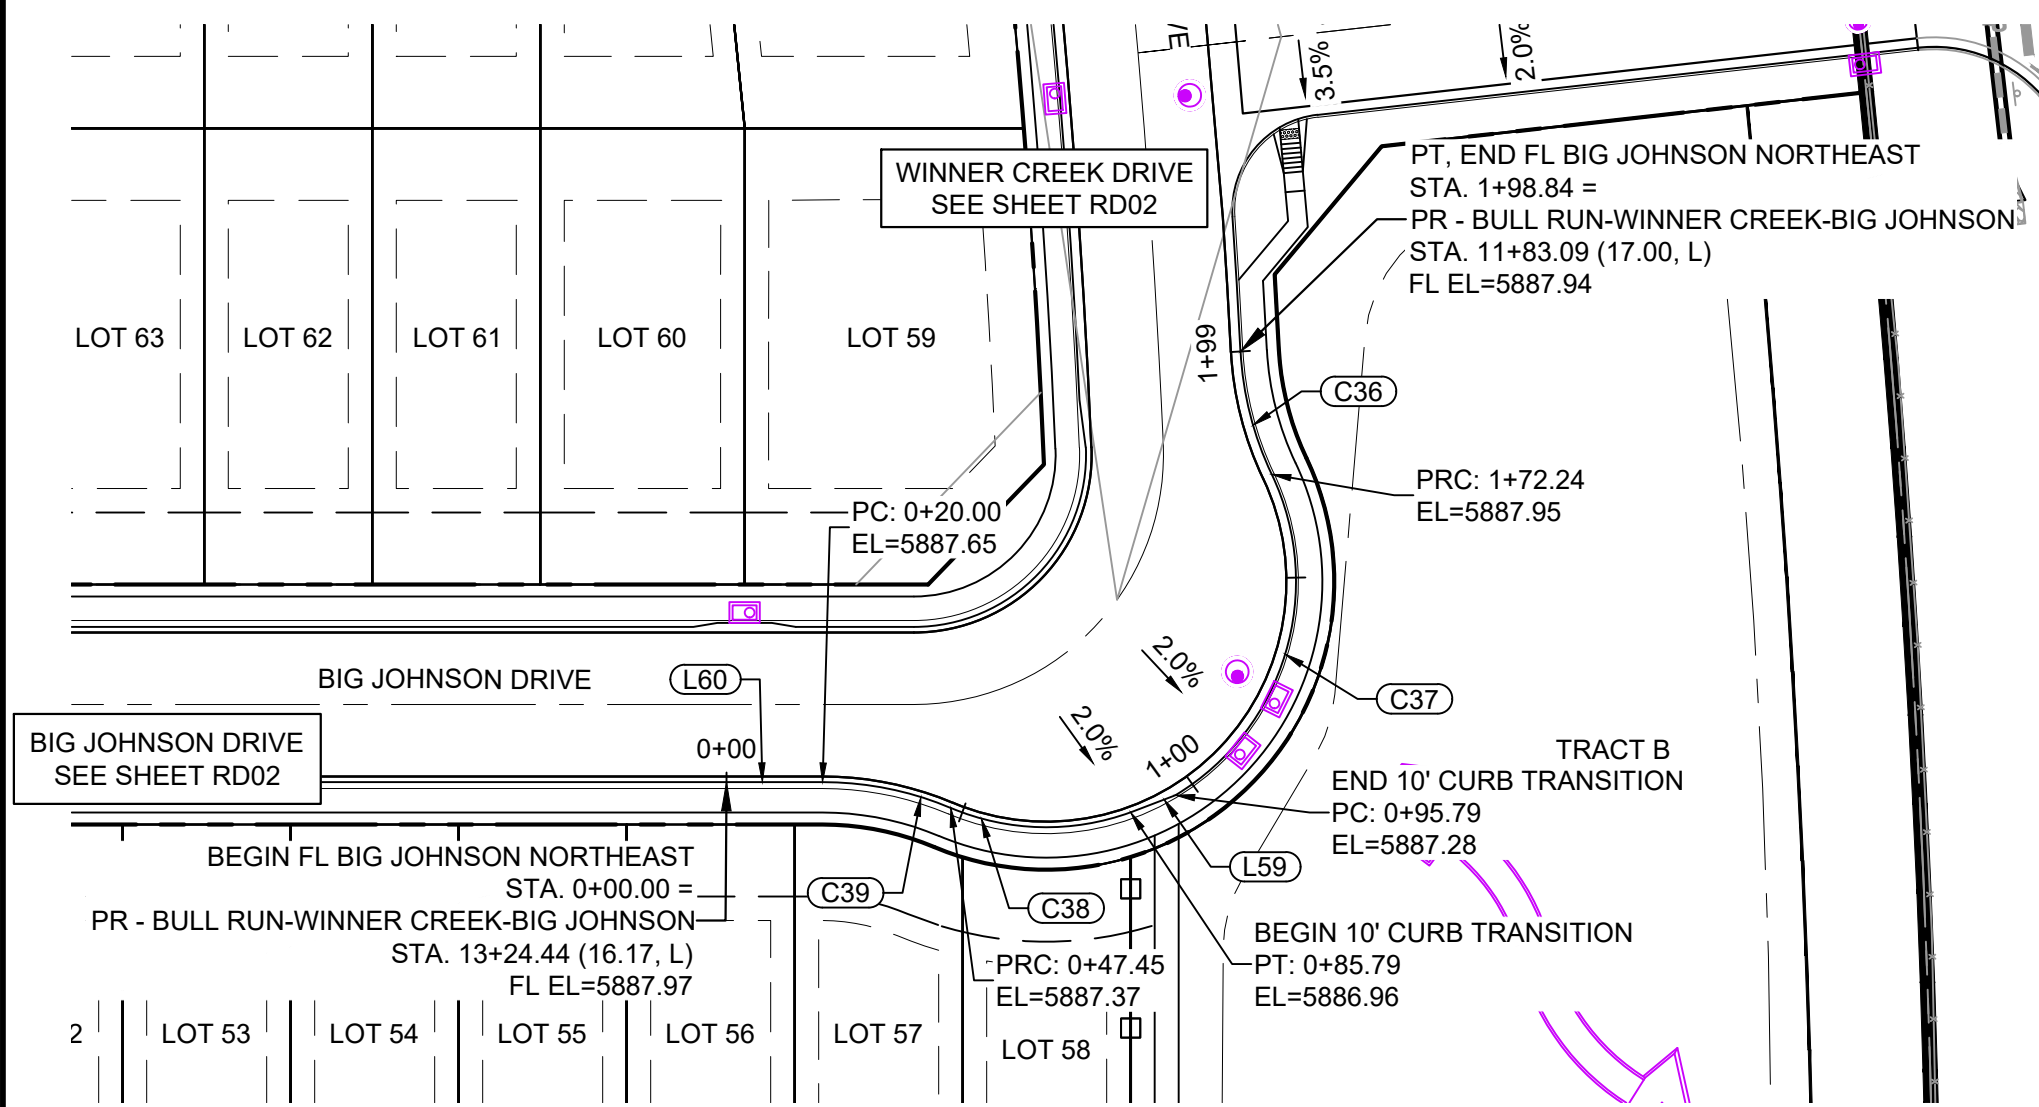 VE
3.5%
2.0%
WINNER CREEK DRIVE
SEE SHEET RD02
PT, END FL BIG JOHNSON NORTHEAST
STA. 1+98.84 =
PR - BULL RUN-WINNER CREEK-BIG JOHNSON
STA. 11+83.09 (17.00, L)
FL EL=5887.94
LOT 63
LOT 62
LOT 61
LOT 60
LOT 59
1+99
C36
PRC: 1+72.24
EL=5887.95
PC: 0+20.00
EL=5887.65
BIG JOHNSON DRIVE
L60
2.0%
2.0%
C37
BIG JOHNSON DRIVE
SEE SHEET RD02
0+00
1+00
TRACT B
END 10' CURB TRANSITION
PC: 0+95.79
EL=5887.28
BEGIN FL BIG JOHNSON NORTHEAST
STA. 0+00.00 =
PR - BULL RUN-WINNER CREEK-BIG JOHNSON
STA. 13+24.44 (16.17, L)
FL EL=5887.97
C39
C38
L59
PRC: 0+47.45
EL=5887.37
BEGIN 10' CURB TRANSITION
PT: 0+85.79
EL=5886.96
2
LOT 53
LOT 54
LOT 55
LOT 56
LOT 57
LOT 58